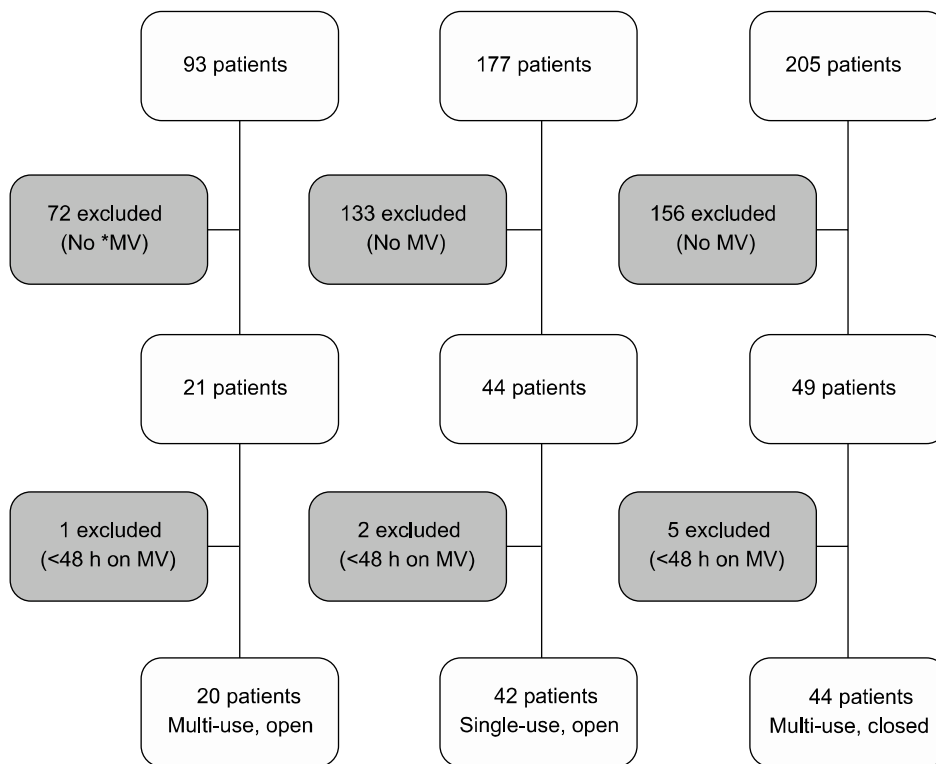 93 patients
177 patients
205 patients
72 excluded
(No *MV)
133 excluded
(No MV)
156 excluded
(No MV)
21 patients
44 patients
49 patients
1 excluded
(<48 h on MV)
2 excluded
(<48 h on MV)
5 excluded
(<48 h on MV)
20 patients
Multi-use, open
42 patients
Single-use, open
44 patients
Multi-use, closed